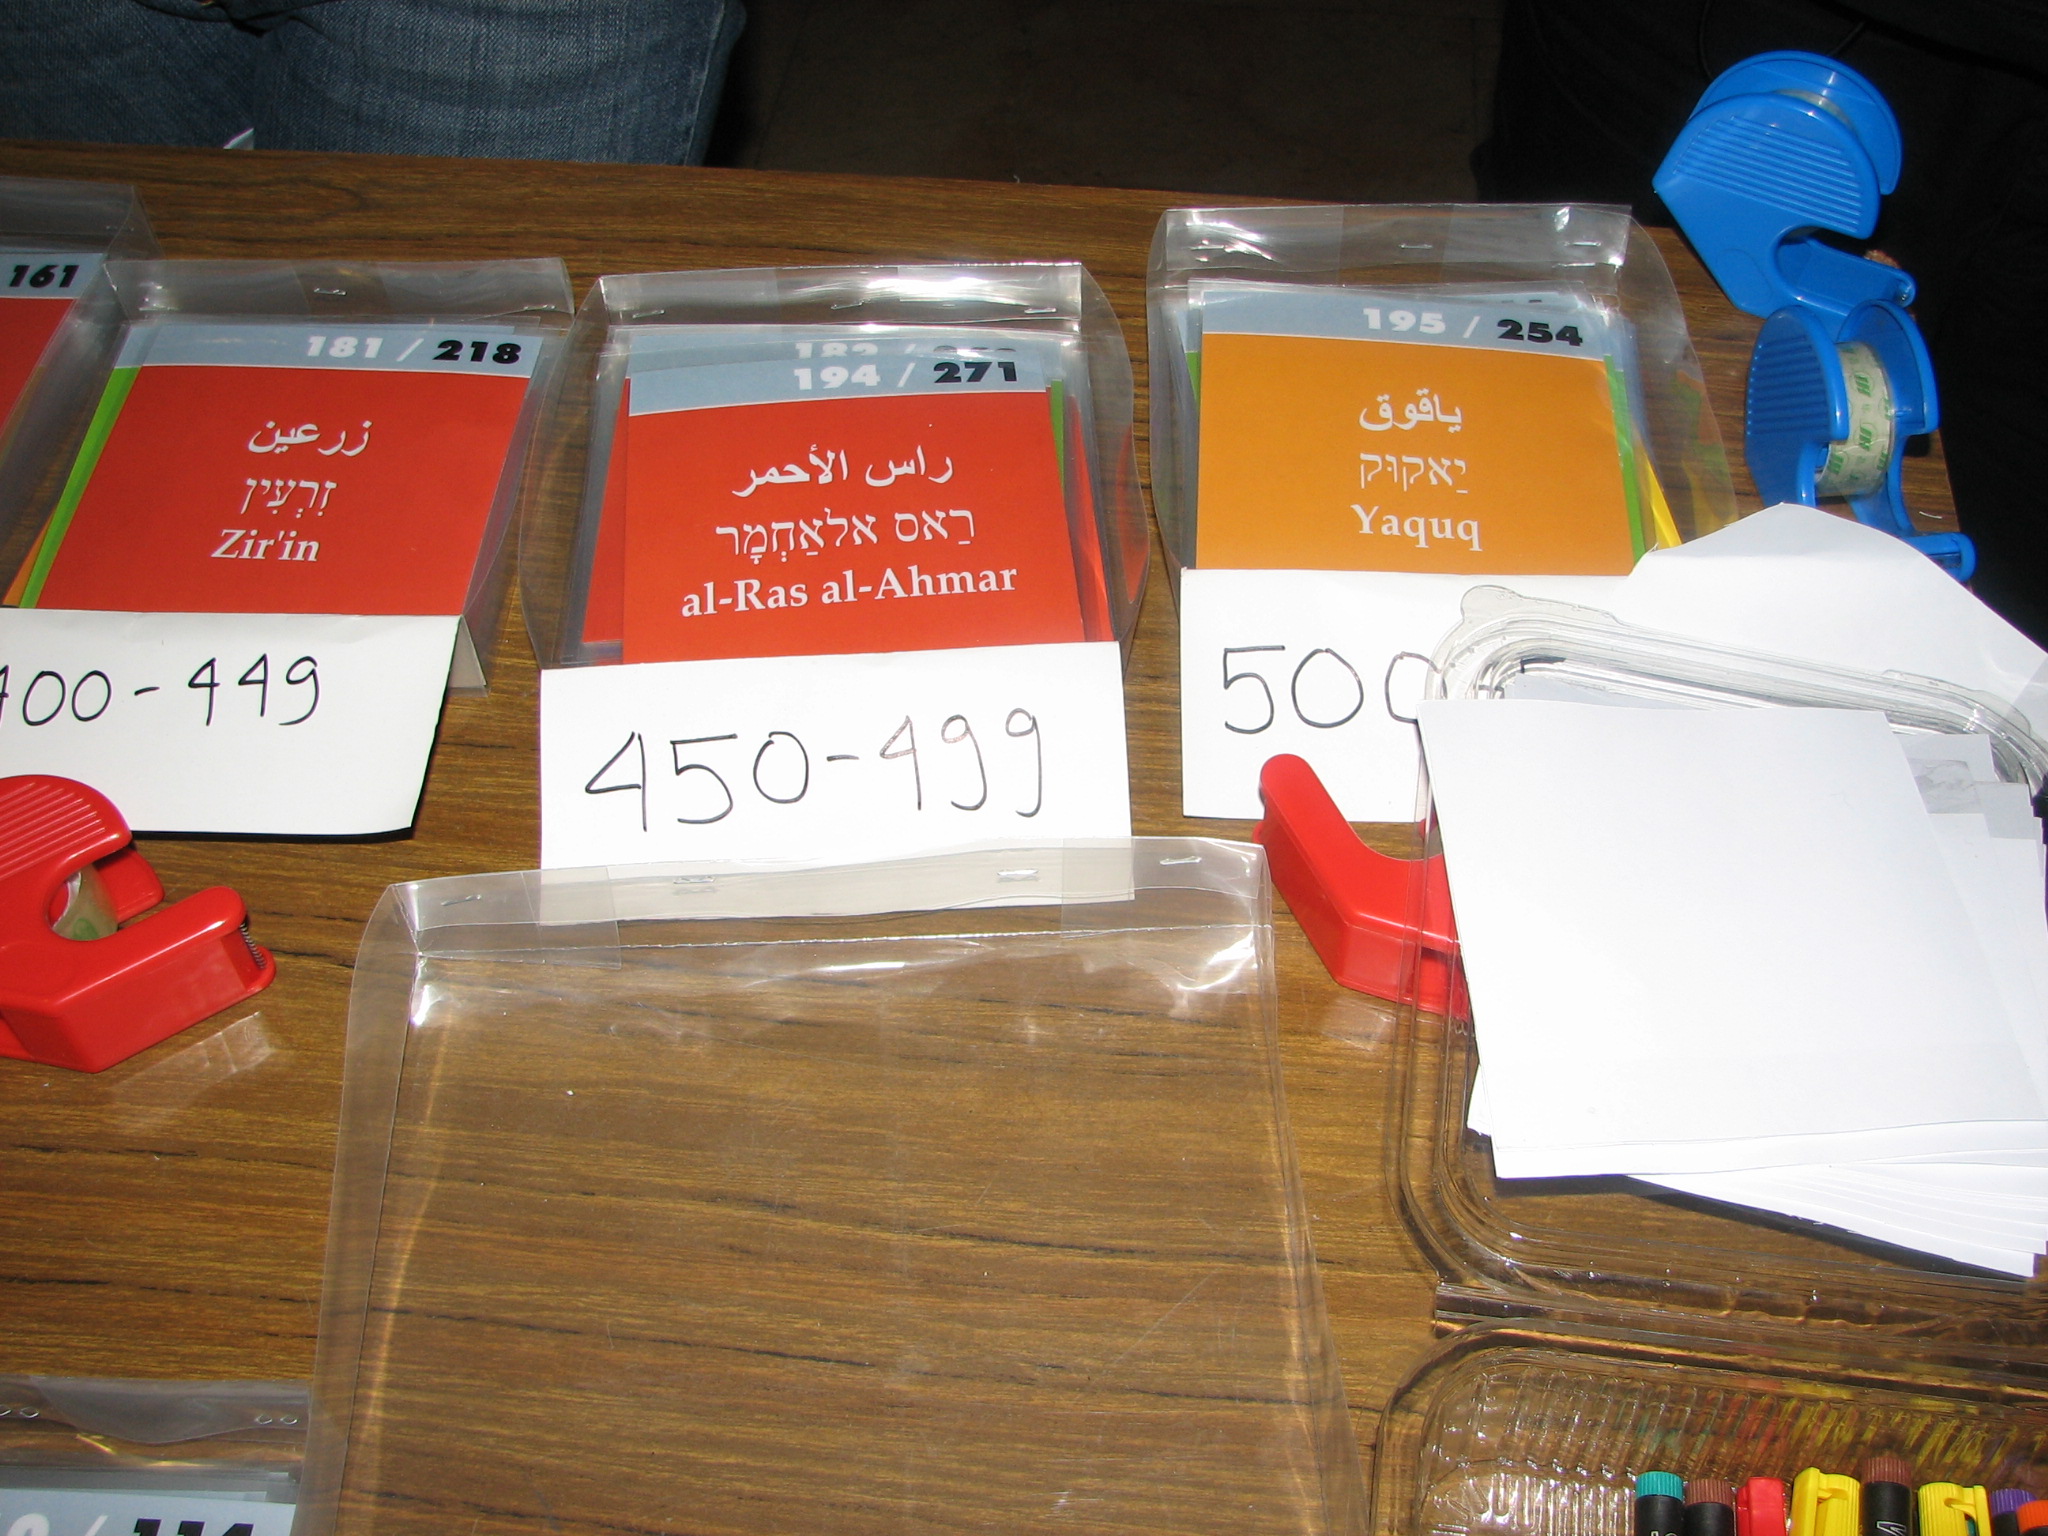 161
181 / 218
زرعين
זִרְעִין
Zir'in
400-449
194 / 271
راس الأحمر
רַאס אלאַחְמָר
al-Ras al-Ahmar
450-499
195 / 254
ياقوق
יַאקוּק
Yaquq
500
114